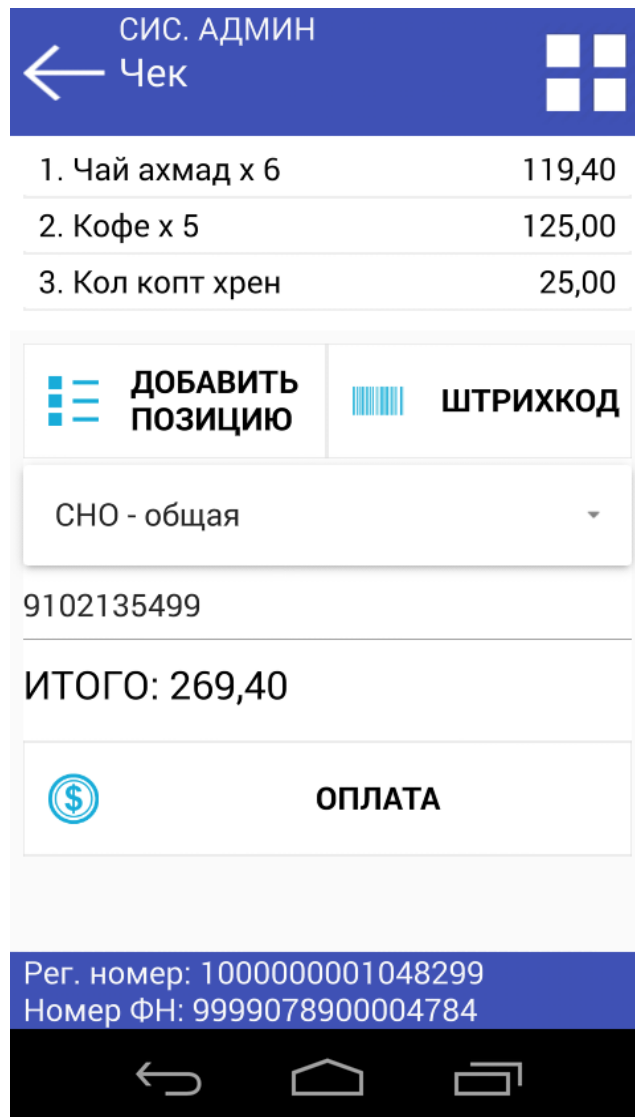 СИС. АДМИН
Чек
1. Чай ахмад x 6 119,40
2. Кофе x 5 125,00
3. Кол копт хрен 25,00
ДОБАВИТЬ
ПОЗИЦИЮ
ШТРИХКОД
СНО - общая
9102135499
ИТОГО: 269,40
$ ОПЛАТА
Рег. номер: 1000000001048299
Номер ФН: 9999078900004784